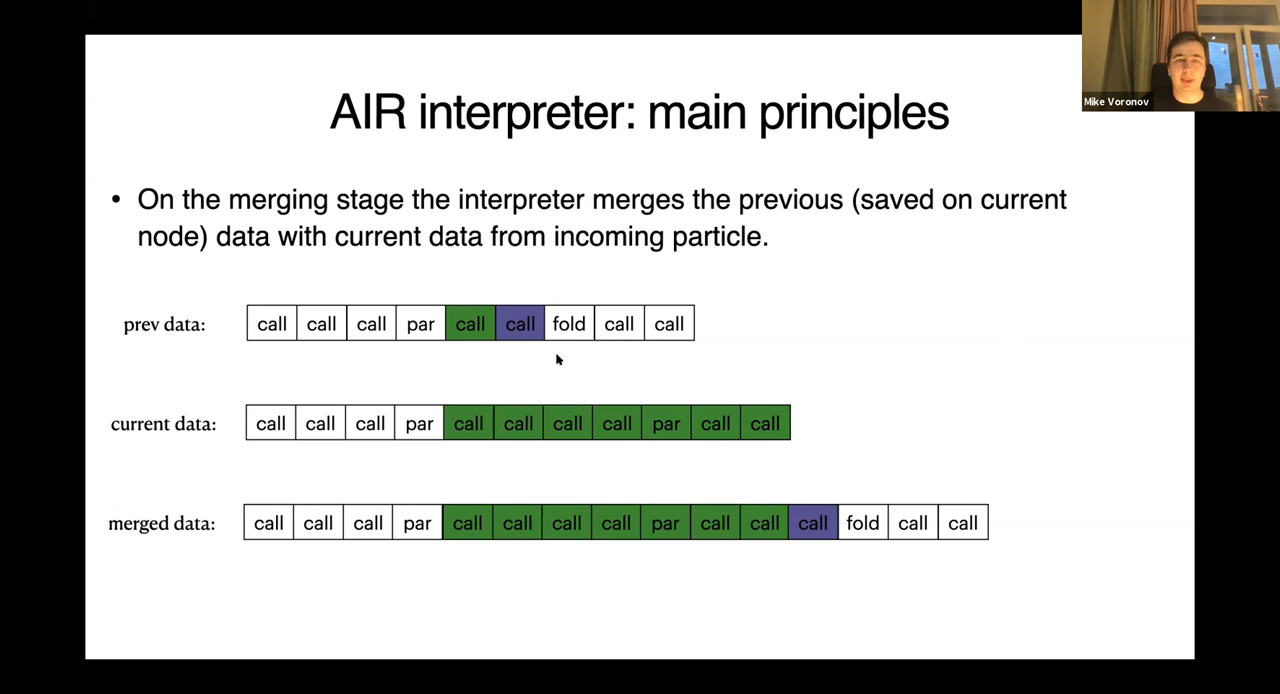 AIR interpreter: main principles
Mike Voronov
• On the merging stage the interpreter merges the previous (saved on current
node) data with current data from incoming particle.
prev data: call call call par call call fold call call
current data: call call call par call call call call par call call
merged data: call call call par call call call call par call call call fold call call